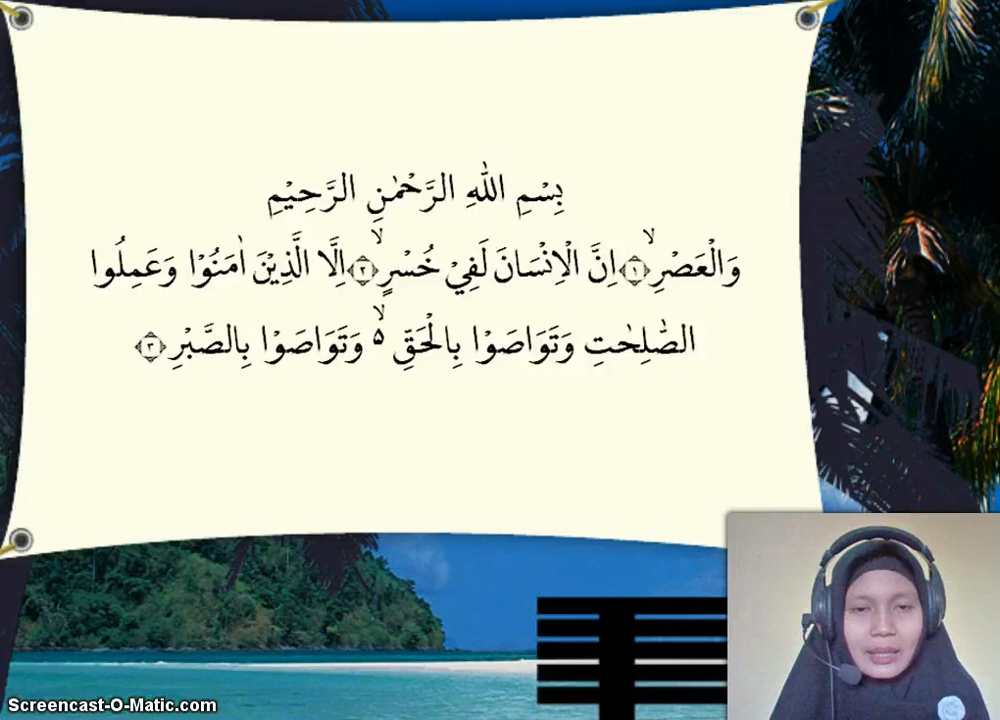 بِسْمِ اللّٰهِ الرَّحْمٰنِ الرَّحِيْمِ
وَالْعَصْرِۙ ۝١ اِنَّ الْاِنْسَانَ لَفِيْ خُسْرٍۙ ۝٢ اِلَّا الَّذِيْنَ اٰمَنُوْا وَعَمِلُوا
الصّٰلِحٰتِ وَتَوَاصَوْا بِالْحَقِّ ەۙ وَتَوَاصَوْا بِالصَّبْرِ ۝٣
Screencast-O-Matic.com